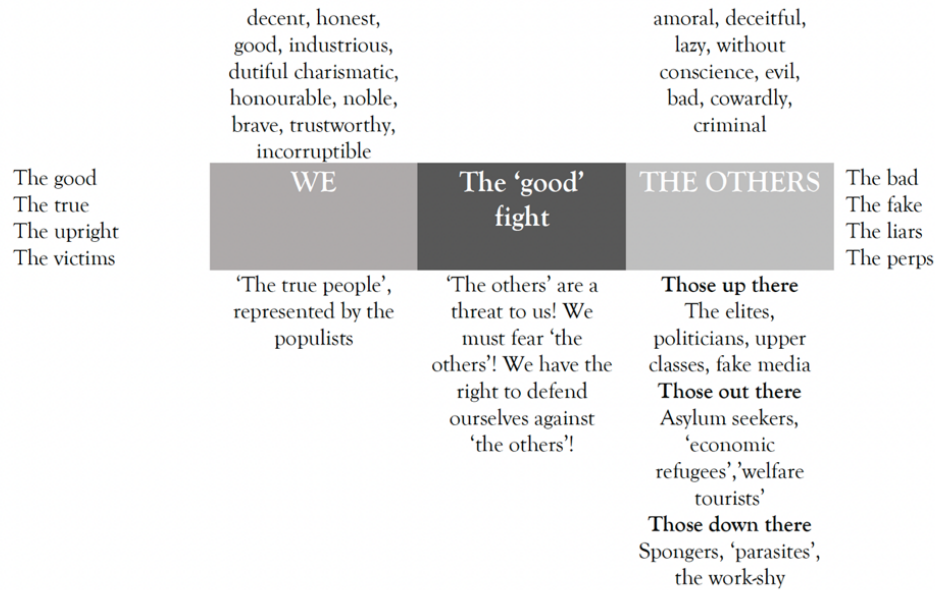 decent, honest,
good, industrious,
dutiful charismatic,
honourable, noble,
brave, trustworthy,
incorruptible
amoral, deceitful,
lazy, without
conscience, evil,
bad, cowardly,
criminal
The good
The true
The upright
The victims
WE
The ‘good’
fight
THE OTHERS
The bad
The fake
The liars
The perps
‘The true people’,
represented by the
populists
‘The others’ are a
threat to us! We
must fear ‘the
others’! We have the
right to defend
ourselves against
‘the others’!
Those up there
The elites,
politicians, upper
classes, fake media
Those out there
Asylum seekers,
‘economic
refugees’,’welfare
tourists’
Those down there
Spongers, ‘parasites’,
the work-shy